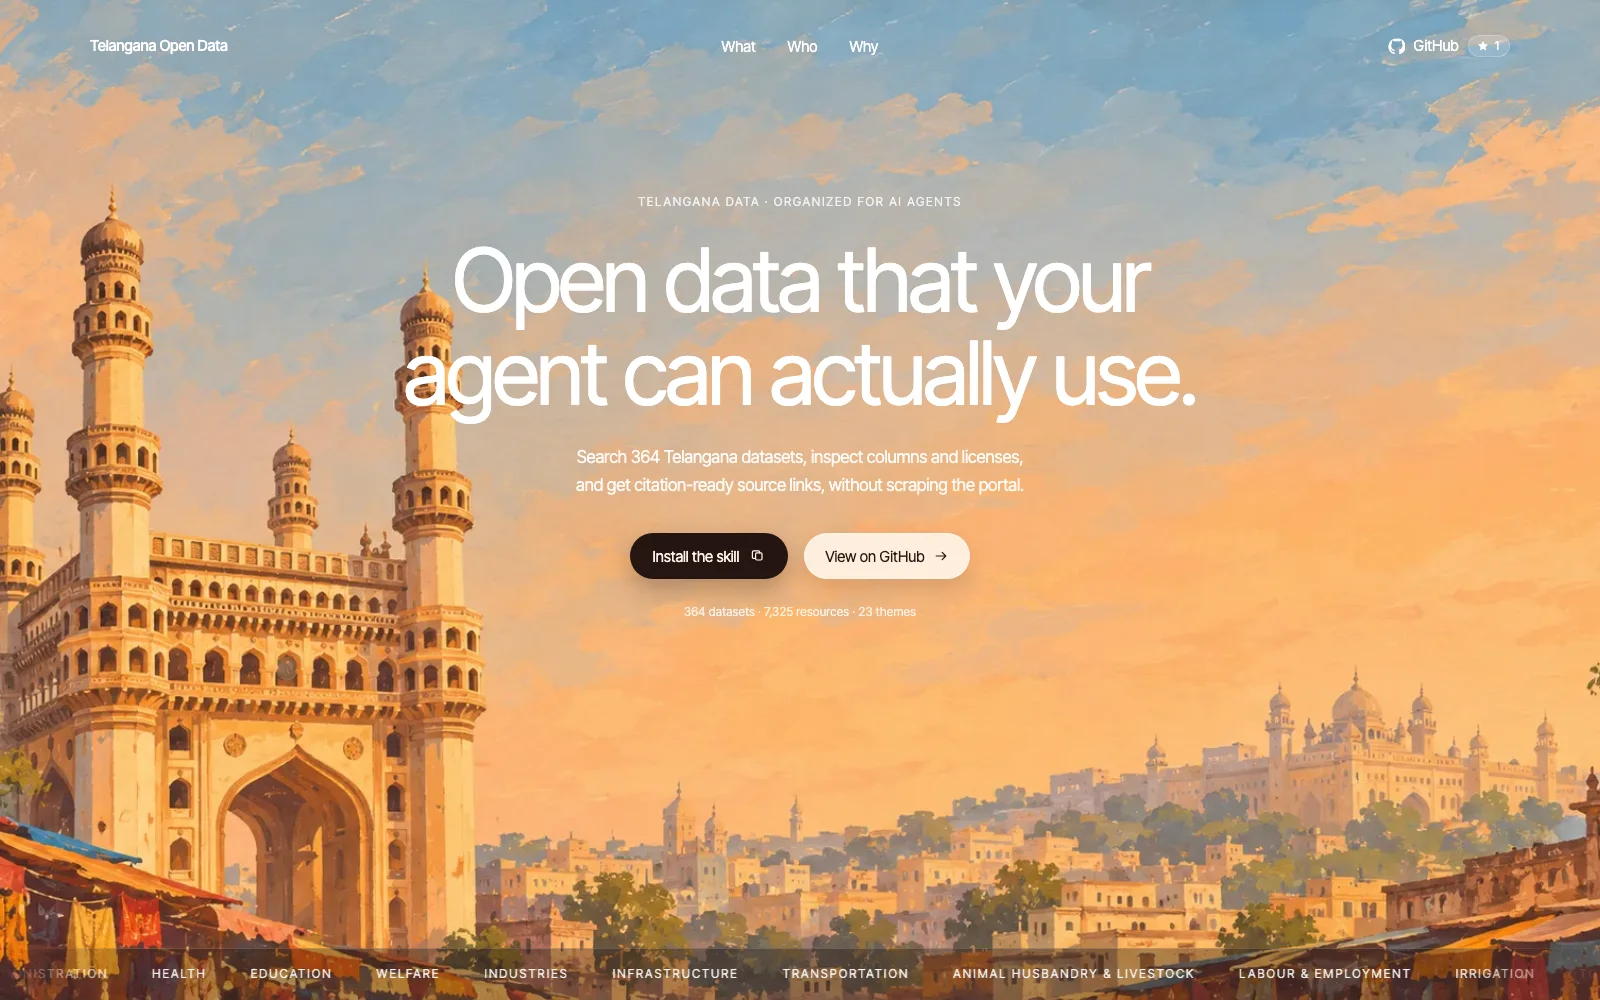 Telangana Open Data
What
Who
Why
GitHub
1
TELANGANA DATA · ORGANIZED FOR AI AGENTS
Open data that your
agent can actually use.
Search 364 Telangana datasets, inspect columns and licenses,
and get citation-ready source links, without scraping the portal.
Install the skill
View on GitHub
364 datasets · 7,325 resources · 23 themes
ISTRATION HEALTH EDUCATION WELFARE INDUSTRIES INFRASTRUCTURE TRANSPORTATION ANIMAL HUSBANDRY & LIVESTOCK LABOUR & EMPLOYMENT IRRIGATION